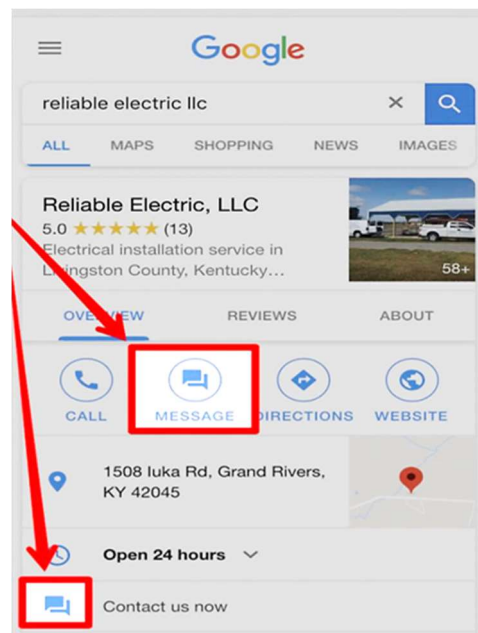 Google
reliable electric llc
ALL MAPS SHOPPING NEWS IMAGES
Reliable Electric, LLC
5.0 (13)
Electrical installation service in
Livingston County, Kentucky...
58+
OVERVIEW REVIEWS ABOUT
CALL MESSAGE DIRECTIONS WEBSITE
1508 Iuka Rd, Grand Rivers,
KY 42045
Open 24 hours
Contact us now